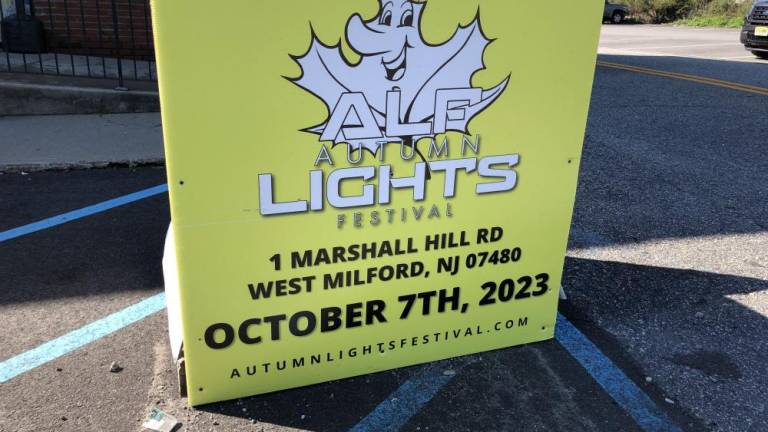 ALF
AUTUMN
LIGHTS
FESTIVAL
1 MARSHALL HILL RD
WEST MILFORD, NJ 07480
OCTOBER 7TH, 2023
AUTUMNLIGHTSFESTIVAL.COM